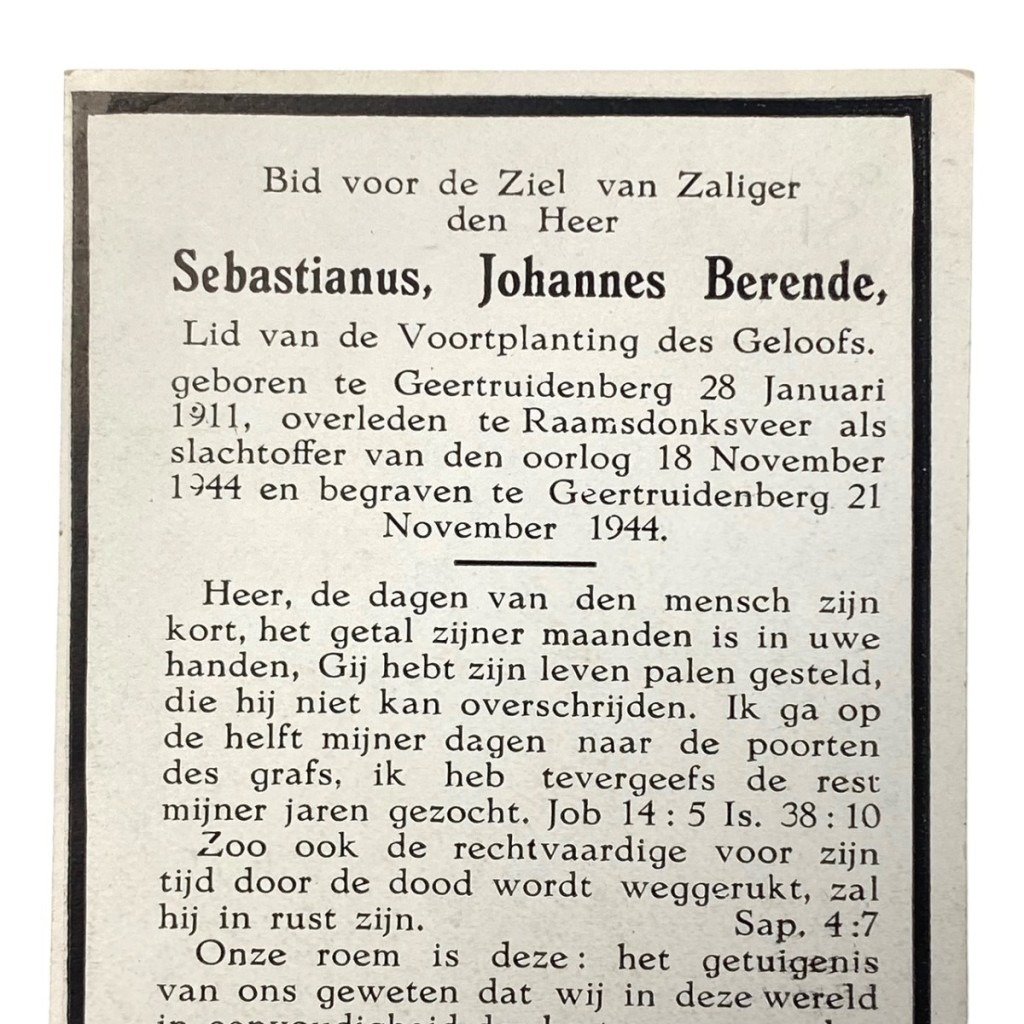 Bid voor de Ziel van Zaliger
den Heer
Sebastianus, Johannes Berende,
Lid van de Voortplanting des Geloofs.
geboren te Geertruidenberg 28 Januari
1911, overleden te Raamsdonksveer als
slachtoffer van den oorlog 18 November
1944 en begraven te Geertruidenberg 21
November 1944.
Heer, de dagen van den mensch zijn
kort, het getal zijner maanden is in uwe
handen, Gij hebt zijn leven palen gesteld,
die hij niet kan overschrijden. Ik ga op
de helft mijner dagen naar de poorten
des grafs, ik heb tevergeefs de rest
mijner jaren gezocht. Job 14:5 Is. 38:10
Zoo ook de rechtvaardige voor zijn
tijd door de dood wordt weggerukt, zal
hij in rust zijn. Sap. 4:7
Onze roem is deze: het getuigenis
van ons geweten dat wij in deze wereld